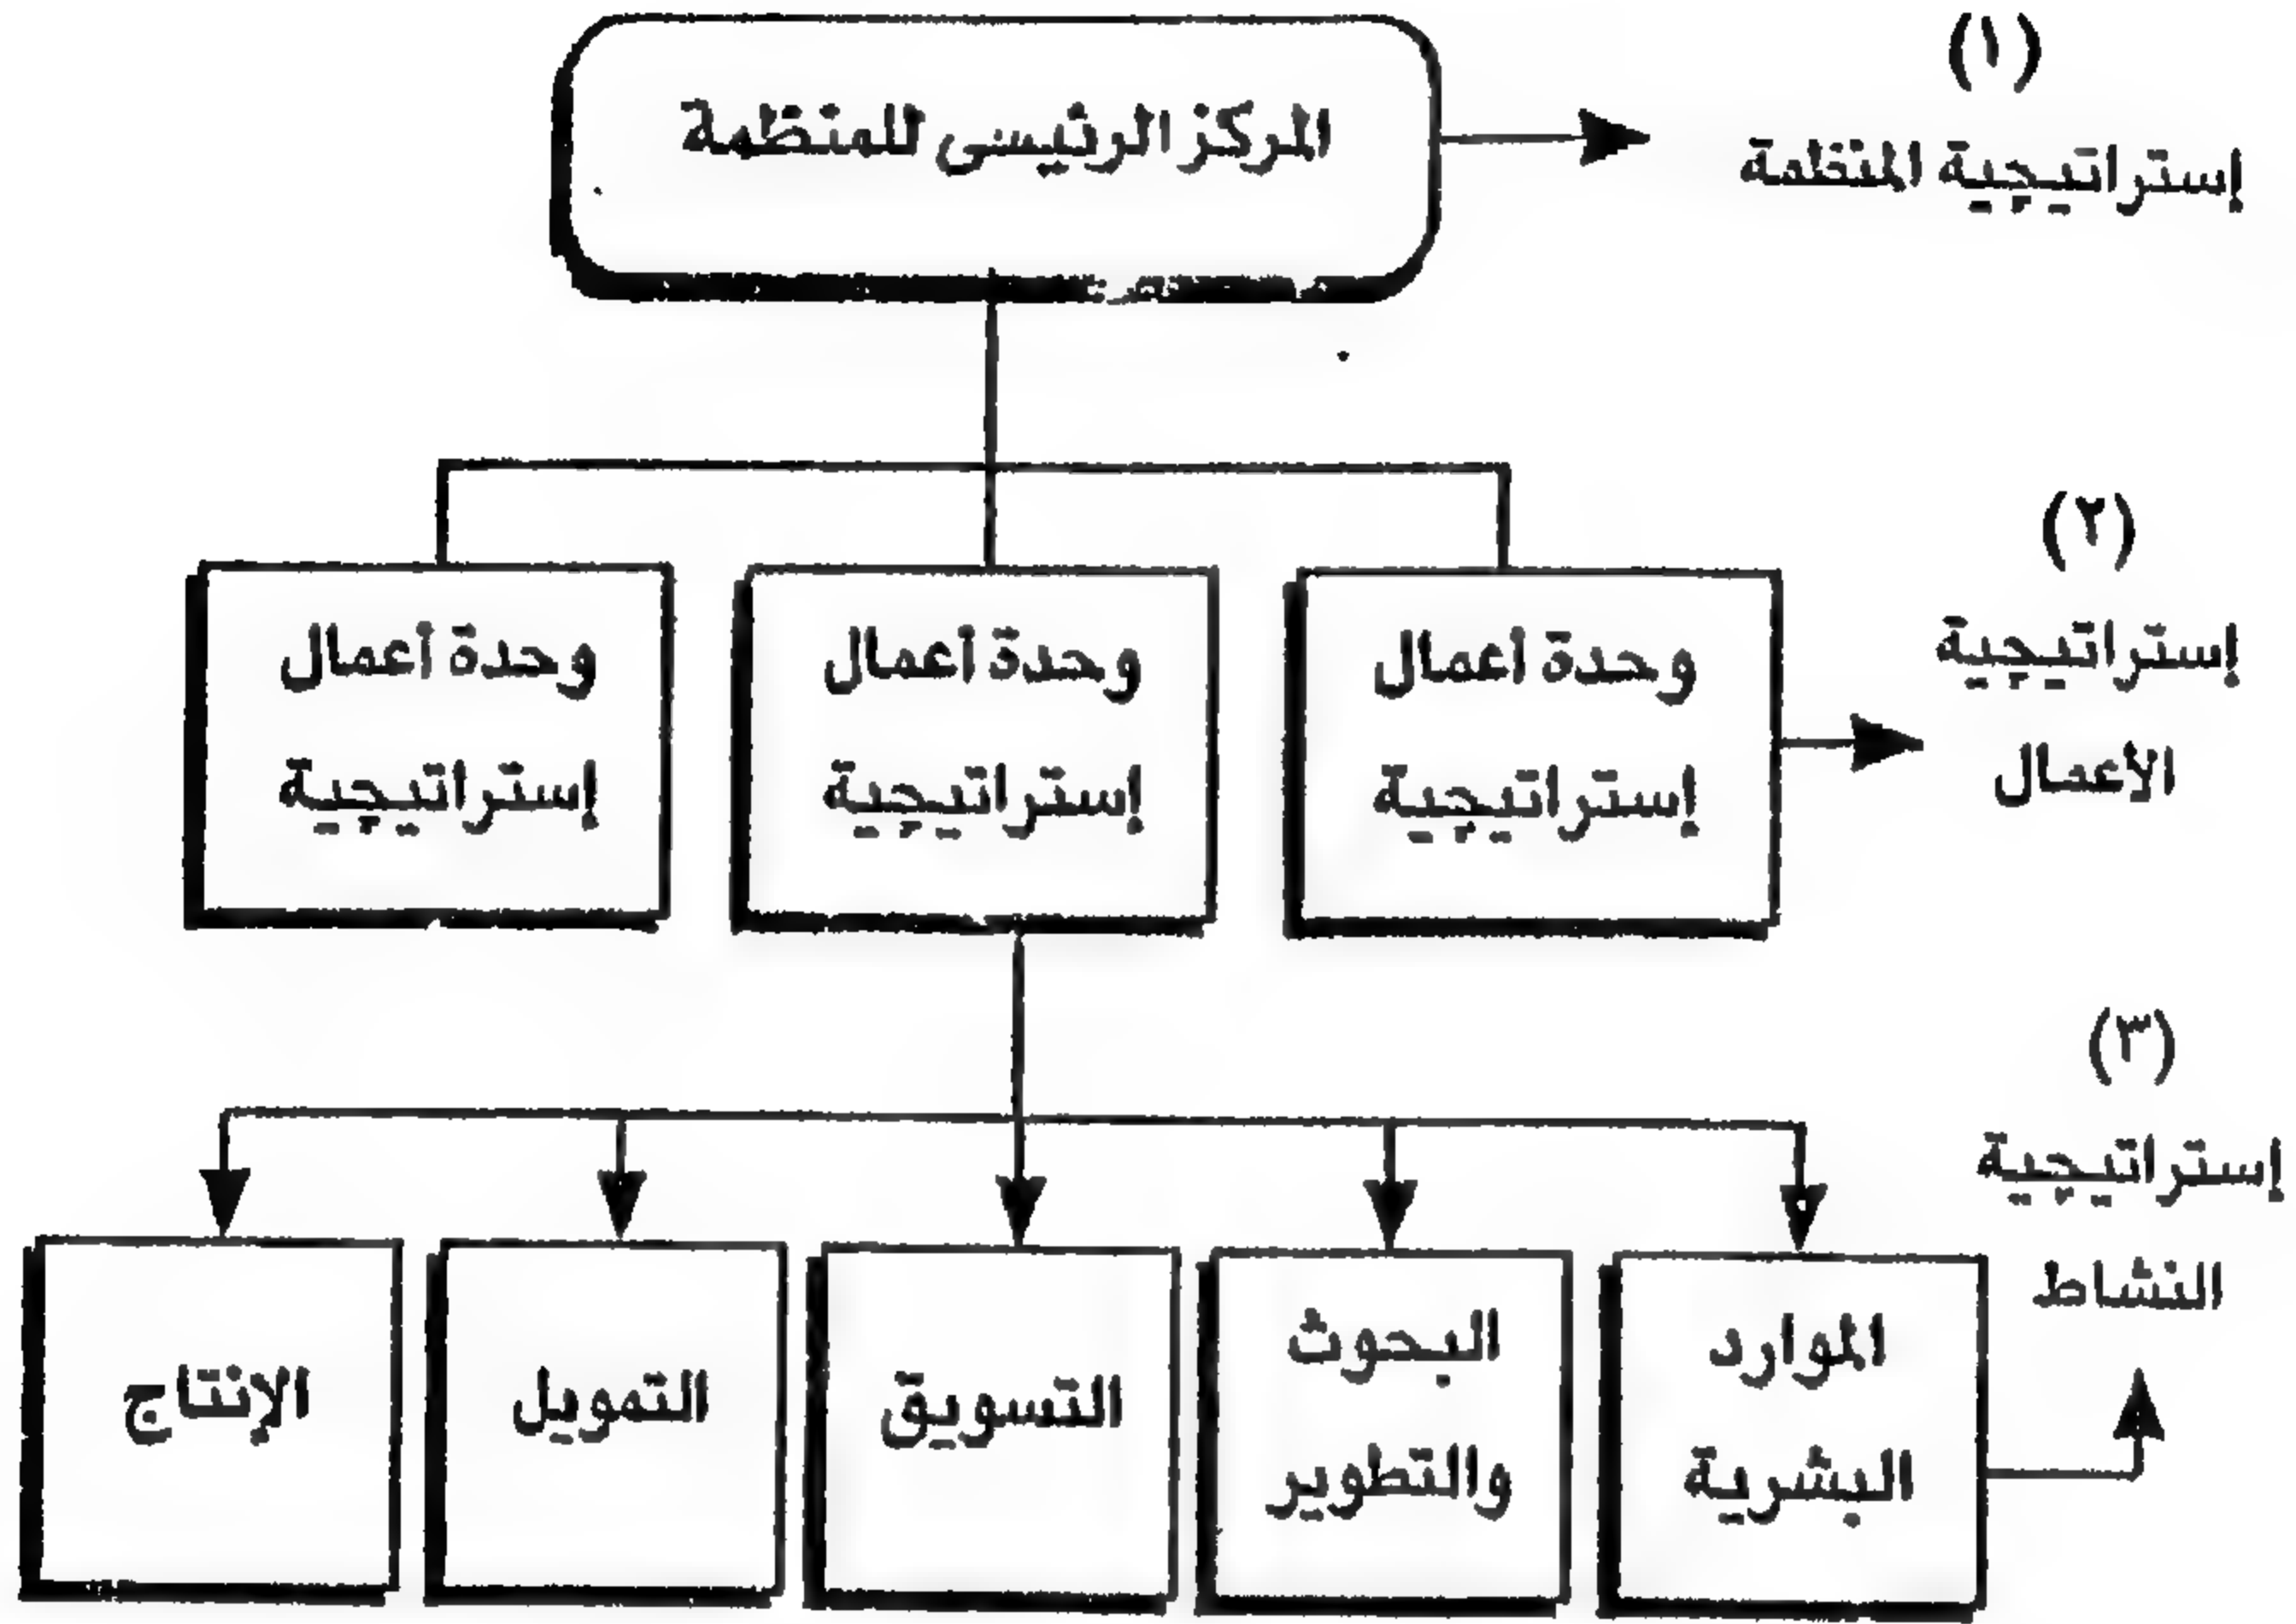 (١)
المركز الرئيسى للمنظمة
إستراتيجية المنظمة
(٢)
إستراتيجية
الأعمال
وحدة أعمال
إستراتيجية
وحدة أعمال
إستراتيجية
وحدة أعمال
إستراتيجية
(٣)
إستراتيجية
النشاط
الموارد
البشرية
البحوث
والتطوير
التسويق
التمويل
الإنتاج